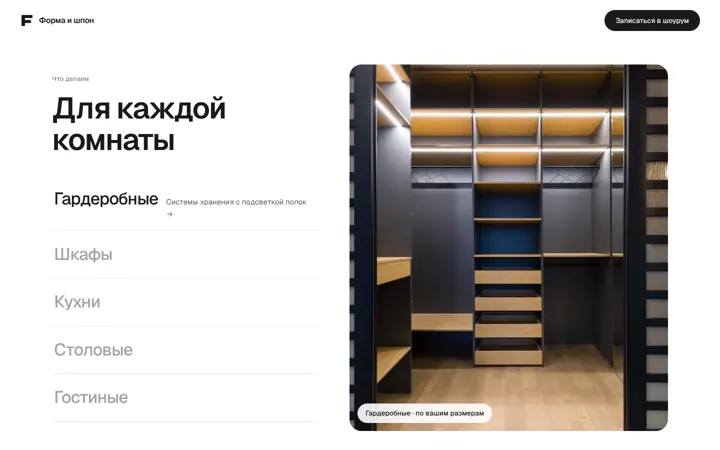 Форма и шпон
Записаться в шоурум
Что делаем
Для каждой
комнаты
Гардеробные
Системы хранения с подсветкой полок
→
Шкафы
Кухни
Столовые
Гостиные
Гардеробные · по вашим размерам